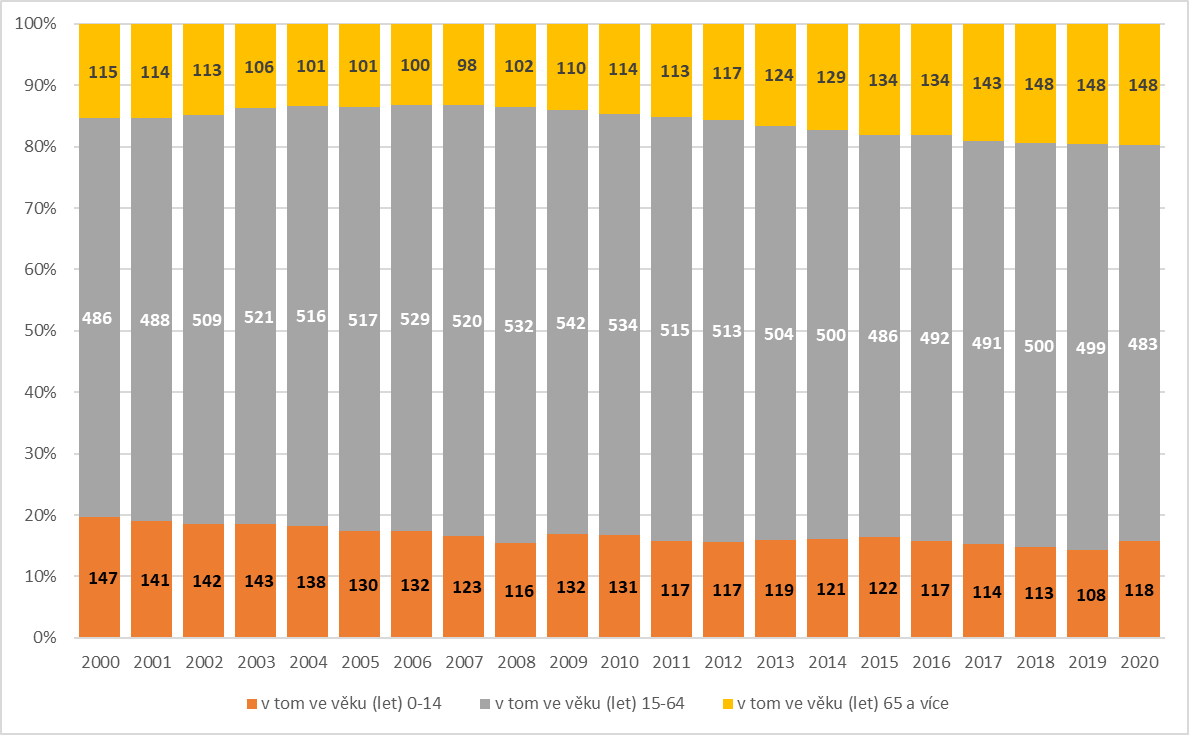 100%
115 114 113 106 101 101 100 98 102 110 114 113 117 124 129 134 134 143 148 148 148
90%
80%
70%
60%
486 488 509 521 516 517 529 520 532 542 534 515 513 504 500 486 492 491 500 499 483
50%
40%
30%
20%
147 141 142 143 138 130 132 123 116 132 131 117 117 119 121 122 117 114 113 108 118
10%
0%
2000 2001 2002 2003 2004 2005 2006 2007 2008 2009 2010 2011 2012 2013 2014 2015 2016 2017 2018 2019 2020
v tom ve věku (let) 0-14 v tom ve věku (let) 15-64 v tom ve věku (let) 65 a více